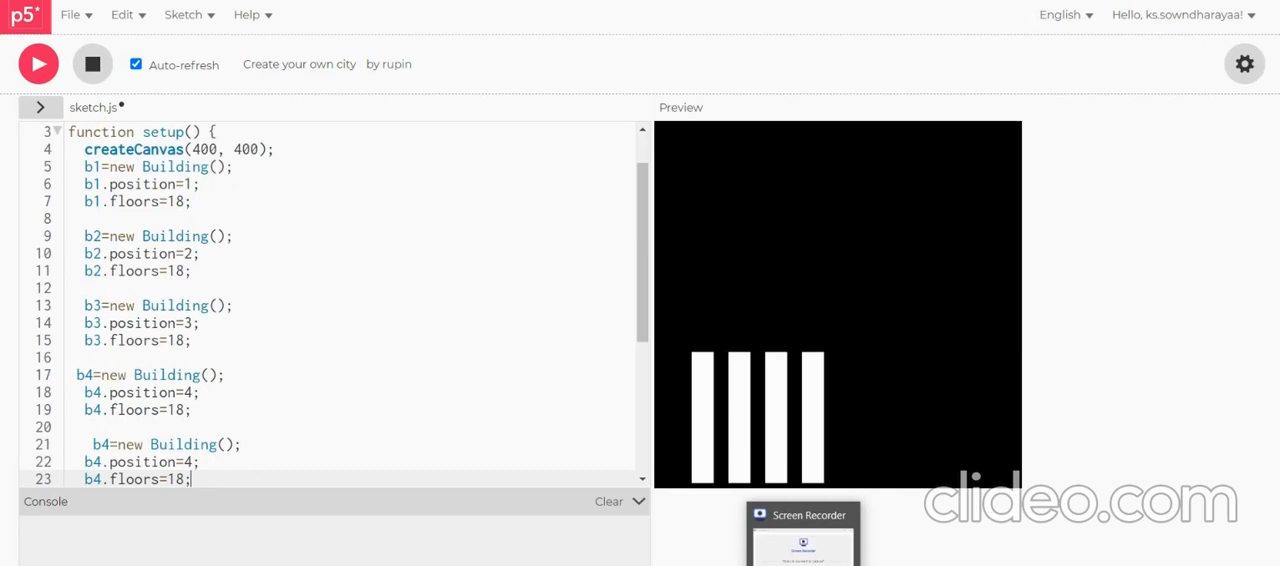 p5* File Edit Sketch Help English Hello, ks.sowndharayaa!
Auto-refresh Create your own city by rupin
sketch.js Preview
3 function setup() {
4 createCanvas(400, 400);
5 b1=new Building();
6 b1.position=1;
7 b1.floors=18;
8
9 b2=new Building();
10 b2.position=2;
11 b2.floors=18;
12
13 b3=new Building();
14 b3.position=3;
15 b3.floors=18;
16
17 b4=new Building();
18 b4.position=4;
19 b4.floors=18;
20
21 b4=new Building();
22 b4.position=4;
23 b4.floors=18;
Console Clear
clideo.com
Screen Recorder